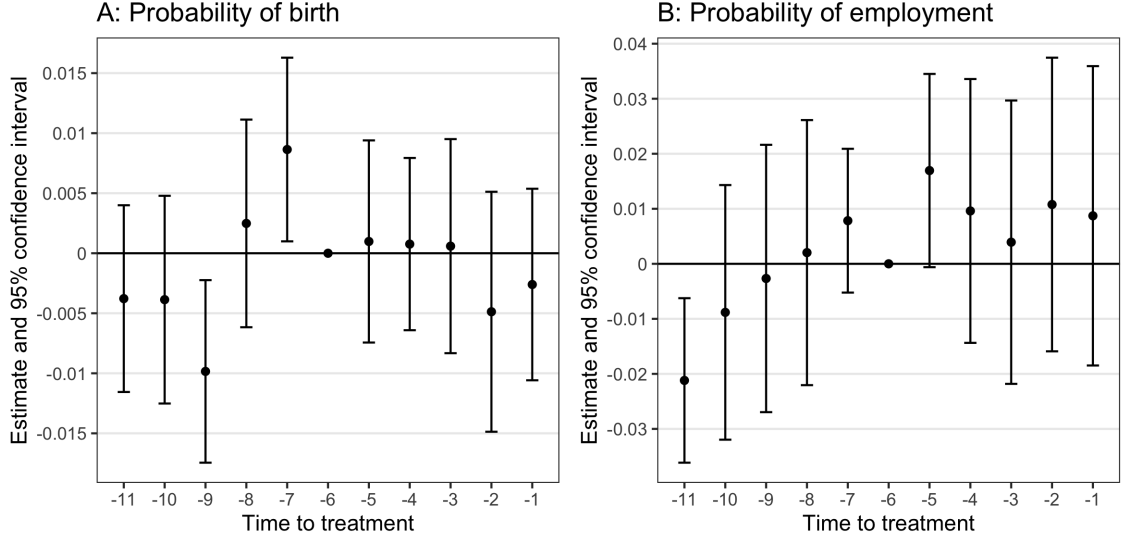 A: Probability of birth
Estimate and 95% confidence interval
0.015
0.01
0.005
0
-0.005
-0.01
-0.015
-11 -10 -9 -8 -7 -6 -5 -4 -3 -2 -1
Time to treatment
B: Probability of employment
Estimate and 95% confidence interval
0.04
0.03
0.02
0.01
0
-0.01
-0.02
-0.03
-11 -10 -9 -8 -7 -6 -5 -4 -3 -2 -1
Time to treatment